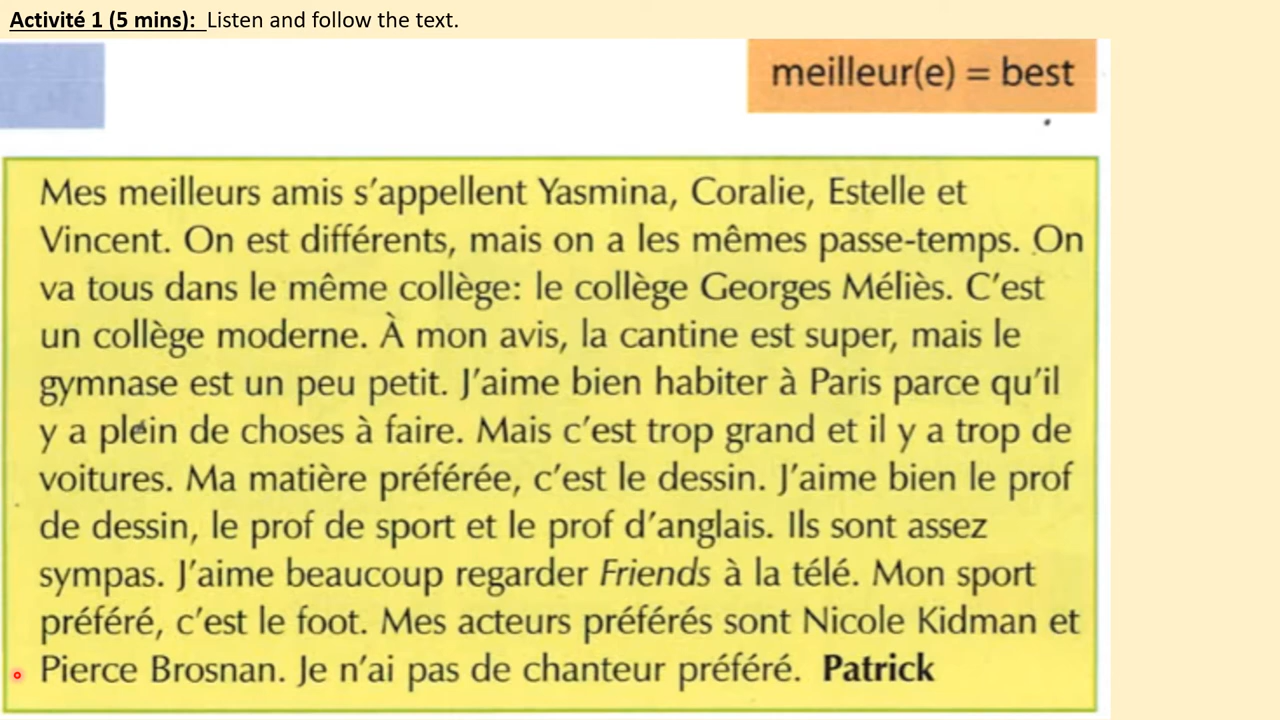 Activité 1 (5 mins): Listen and follow the text.
meilleur(e) = best
Mes meilleurs amis s'appellent Yasmina, Coralie, Estelle et
Vincent. On est différents, mais on a les mêmes passe-temps. On
va tous dans le même collège: le collège Georges Méliès. C'est
un collège moderne. À mon avis, la cantine est super, mais le
gymnase est un peu petit. J'aime bien habiter à Paris parce qu'il
y a plein de choses à faire. Mais c'est trop grand et il y a trop de
voitures. Ma matière préférée, c'est le dessin. J'aime bien le prof
de dessin, le prof de sport et le prof d'anglais. Ils sont assez
sympas. J'aime beaucoup regarder Friends à la télé. Mon sport
préféré, c'est le foot. Mes acteurs préférés sont Nicole Kidman et
Pierce Brosnan. Je n'ai pas de chanteur préféré. Patrick